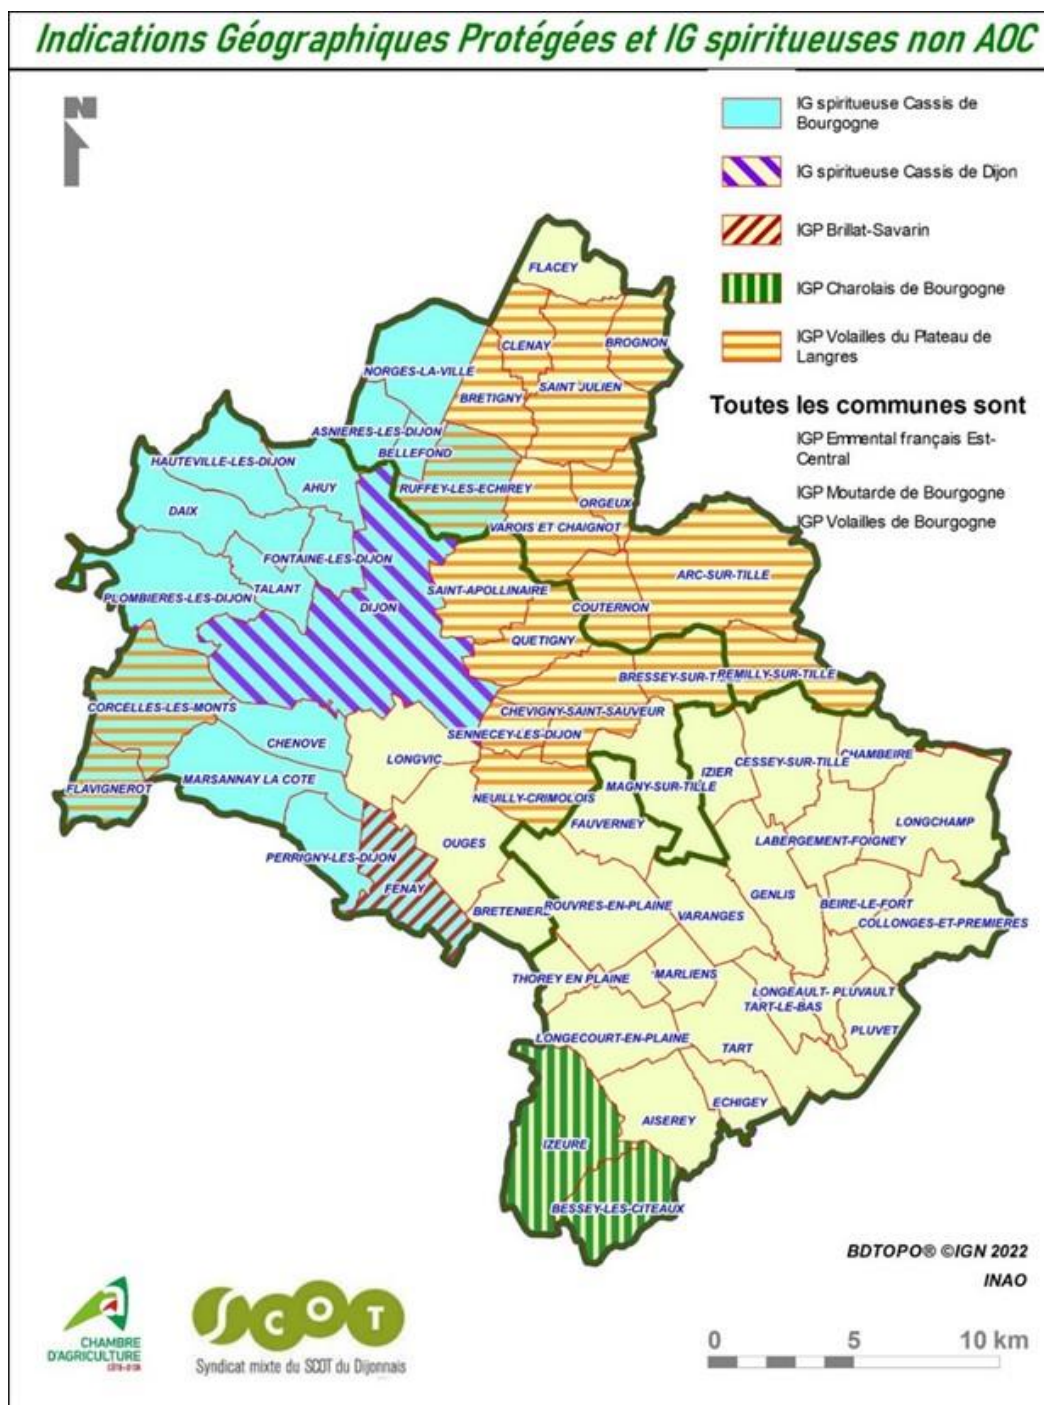 Indications Géographiques Protégées et IG spiritueuses non AOC
N
IG spiritueuse Cassis de
Bourgogne
IG spiritueuse Cassis de Dijon
IGP Brillat-Savarin
IGP Charolais de Bourgogne
IGP Volailles du Plateau de
Langres
Toutes les communes sont
IGP Emmental français Est-
Central
IGP Moutarde de Bourgogne
IGP Volailles de Bourgogne
FLACEY
CLENAY
BROGNON
NORGES-LA-VILLE
SAINT JULIEN
BRETIGNY
ASNIERES-LES-DIJON
BELLEFOND
HAUTEVILLE-LES-DIJON
AHUY
RUFFEY-LES-ECHIREY
ORGEUX
DAIX
VAROIS ET CHAIGNOT
FONTAINE-LES-DIJON
ARC-SUR-TILLE
TALANT
SAINT-APOLLINAIRE
PLOMBIERES-LES-DIJON
DIJON
COUTERNON
QUETIGNY
BRESSEY-SUR-T
REMILLY-SUR-TILLE
CORCELLES-LES-MONTS
CHEVIGNY-SAINT-SAUVEUR
SENNECEY-LES-DIJON
CHENOVE
LONGVIC
CHAMBEIRE
CESSEY-SUR-TILLE
IZIER
MARSANNAY LA COTE
MAGNY-SUR-TILLE
FLAVIGNEROT
NEUILLY-CRIMOLOIS
FAUVERNEY
LONGCHAMP
LABERGEMENT-FOIGNEY
OUGES
PERRIGNY-LES-DIJON
FENAY
GENLIS
BRETENIERE
ROUVRES-EN-PLAINE
VARANGES
BEIRE-LE-FORT
COLLONGES-ET-PREMIERES
THOREY EN PLAINE
MARLIENS
LONGEAULT- PLUVAULT
TART-LE-BAS
PLUVET
LONGECOURT-EN-PLAINE
TART
ECHIGEY
AISEREY
IZEURE
BESSEY-LES-CITEAUX
BDTOPO® ©IGN 2022
INAO
CHAMBRE
D'AGRICULTURE
CÔTE-D'OR
SCOT
Syndicat mixte du SCOT du Dijonnais
0 5 10 km